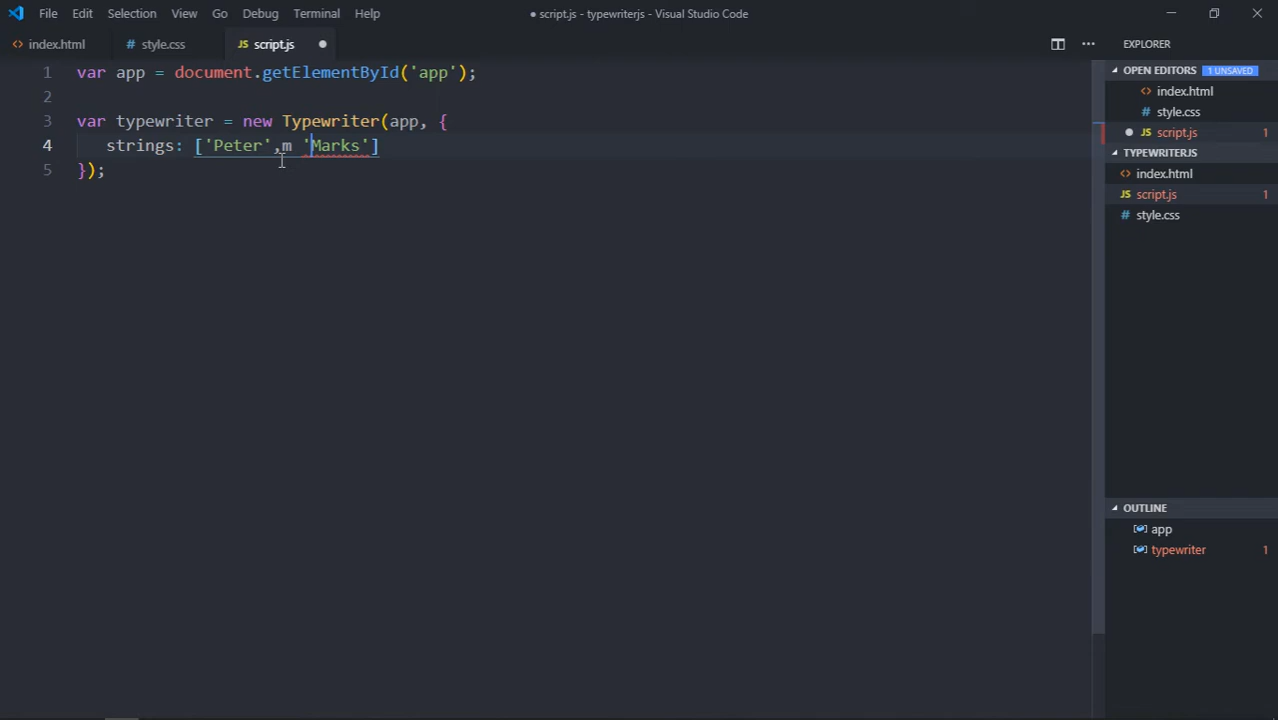 File Edit Selection View Go Debug Terminal Help
● script.js - typewriterjs - Visual Studio Code
index.html style.css JS script.js
EXPLORER
1 var app = document.getElementById('app');
2
3 var typewriter = new Typewriter(app, {
4 strings: ['Peter',m 'Marks']
5 });
OPEN EDITORS 1 UNSAVED
index.html
# style.css
● JS script.js 1
TYPEWRITERJS
index.html
JS script.js 1
# style.css
OUTLINE
app
typewriter 1